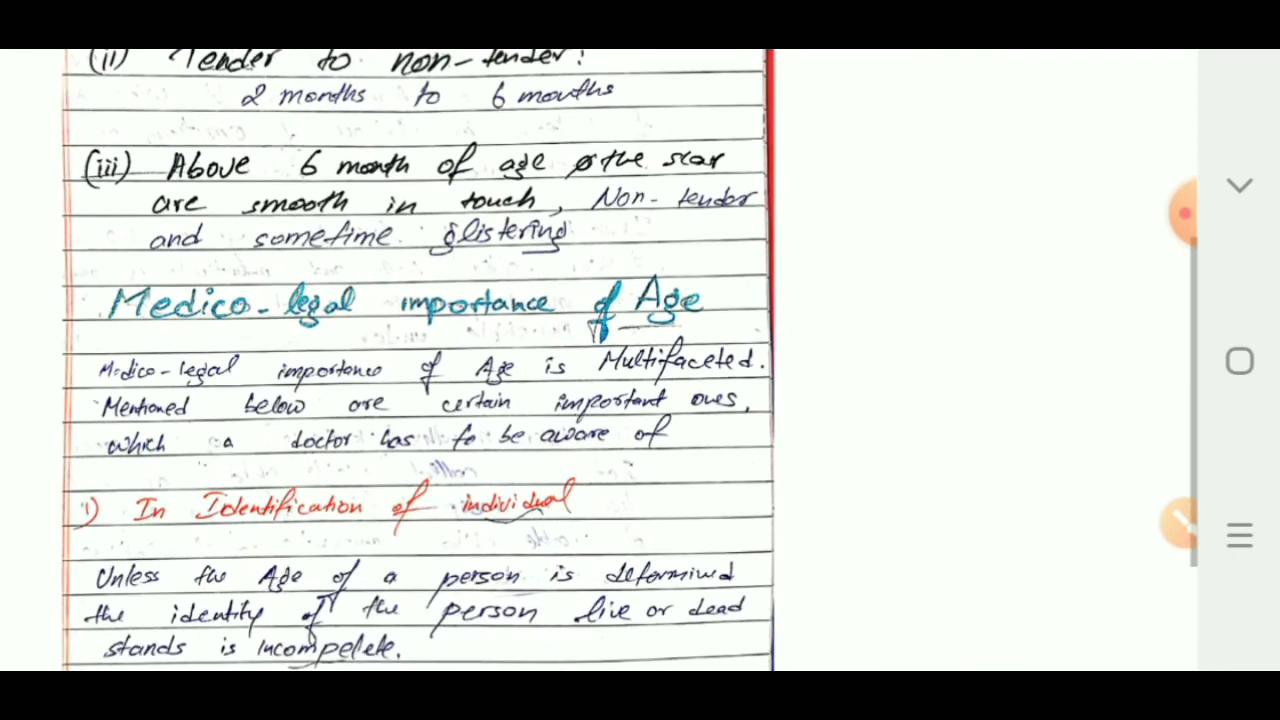 (ii) Tender to non-tender:
2 months to 6 months
(iii) Above 6 month of age the scar
are smooth in touch, Non-tender
and sometime glistering
Medico-legal importance of Age
Medico-legal importance of Age is Multifaceted.
Mentioned below are certain important ones,
which a doctor has to be aware of
1) In Identification of individual
Unless the Age of a person is determined
the identity of the person live or dead
stands is incompelete.